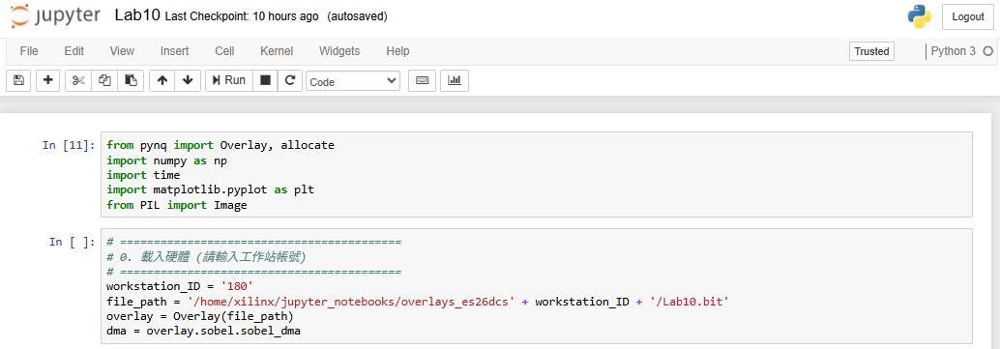 jupyter Lab10 Last Checkpoint: 10 hours ago (autosaved) Logout
File Edit View Insert Cell Kernel Widgets Help Trusted Python 3
Run Code
In [11]: from pynq import Overlay, allocate
import numpy as np
import time
import matplotlib.pyplot as plt
from PIL import Image
In [ ]: # ==========================================
# 0. 載入硬體 (請輸入工作站帳號)
# ==========================================
workstation_ID = '180'
file_path = '/home/xilinx/jupyter_notebooks/overlays_es26dcs' + workstation_ID + '/Lab10.bit'
overlay = Overlay(file_path)
dma = overlay.sobel.sobel_dma